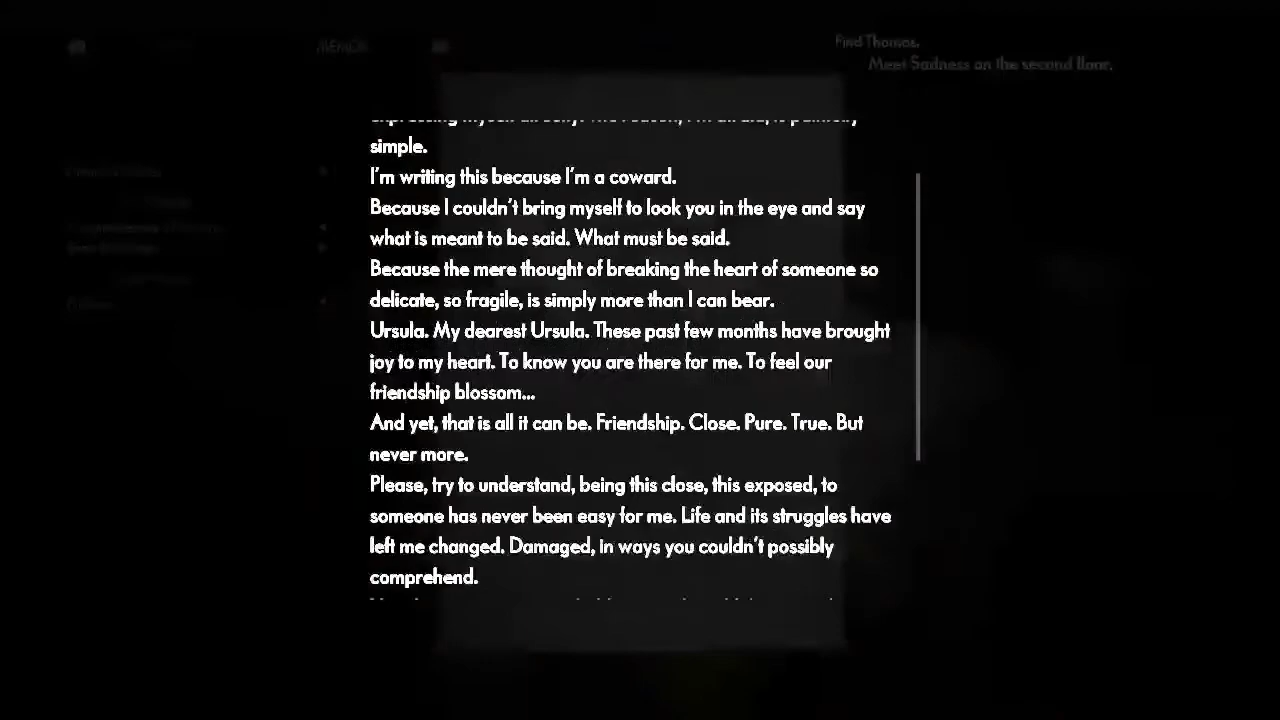 MEMOS
Find Thomas.
Meet Sadness on the second floor.
simple.
I'm writing this because I'm a coward.
Because I couldn't bring myself to look you in the eye and say
what is meant to be said. What must be said.
Because the mere thought of breaking the heart of someone so
delicate, so fragile, is simply more than I can bear.
Ursula. My dearest Ursula. These past few months have brought
joy to my heart. To know you are there for me. To feel our
friendship blossom...
And yet, that is all it can be. Friendship. Close. Pure. True. But
never more.
Please, try to understand, being this close, this exposed, to
someone has never been easy for me. Life and its struggles have
left me changed. Damaged, in ways you couldn't possibly
comprehend.